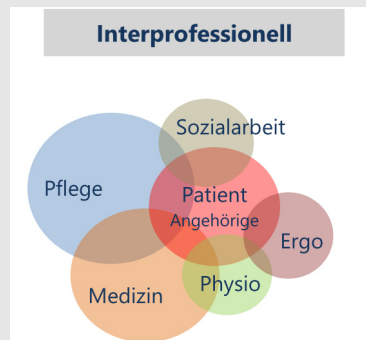 Interprofessionell
Sozialarbeit
Pflege
Patient
Angehörige
Ergo
Physio
Medizin